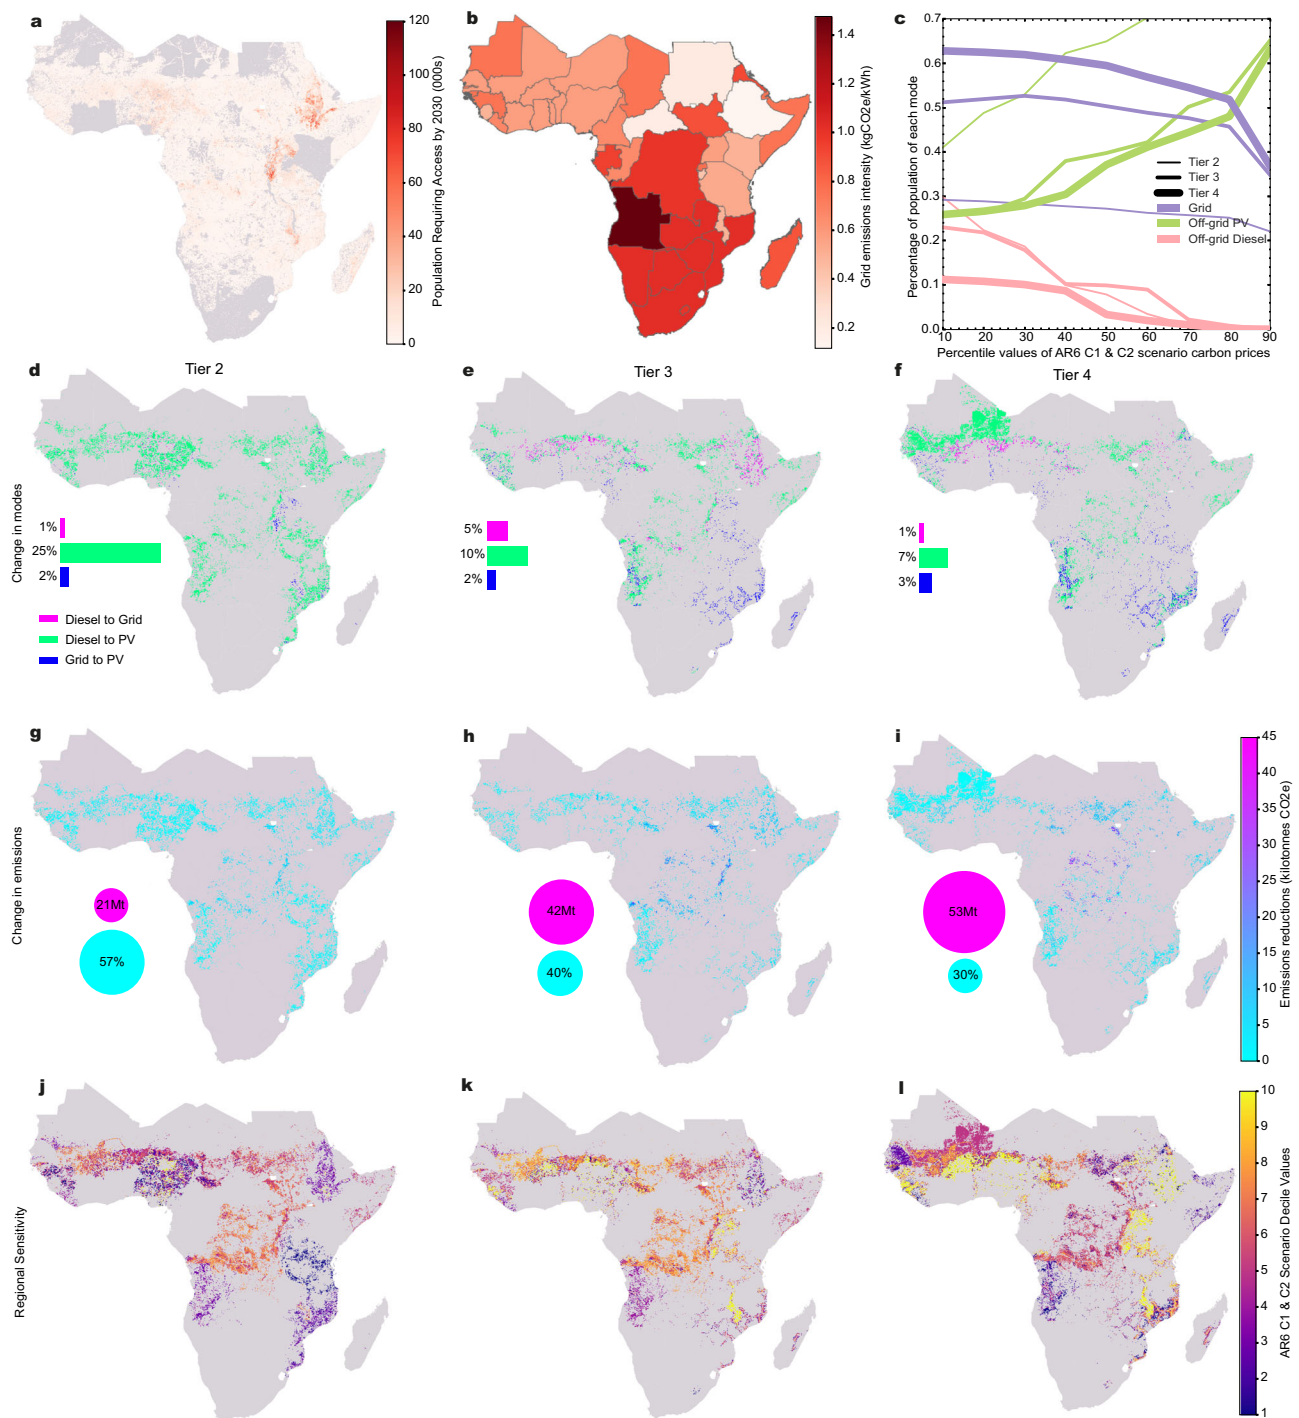 a
120
100
80
60
40
20
0
Population Requiring Access by 2030 (000s)
b
1.4
1.2
1.0
0.8
0.6
0.4
0.2
Grid emissions intensity (kgCO2e/kWh)
c
0.7
0.6
0.5
0.4
0.3
0.2
0.1
0.0
Percentage of population of each mode
Tier 2
Tier 3
Tier 4
Grid
Off-grid PV
Off-grid Diesel
10 20 30 40 50 60 70 80 90
Percentile values of AR6 C1 & C2 scenario carbon prices
d
Tier 2
Change in modes
1%
25%
2%
Diesel to Grid
Diesel to PV
Grid to PV
e
Tier 3
5%
10%
2%
f
Tier 4
1%
7%
3%
g
Change in emissions
21Mt
57%
h
42Mt
40%
i
53Mt
30%
45
40
35
30
25
20
15
10
5
0
Emissions reductions (kilotonnes CO2e)
j
Regional Sensitivity
k
l
10
9
8
7
6
5
4
3
2
1
AR6 C1 & C2 Scenario Decile Values